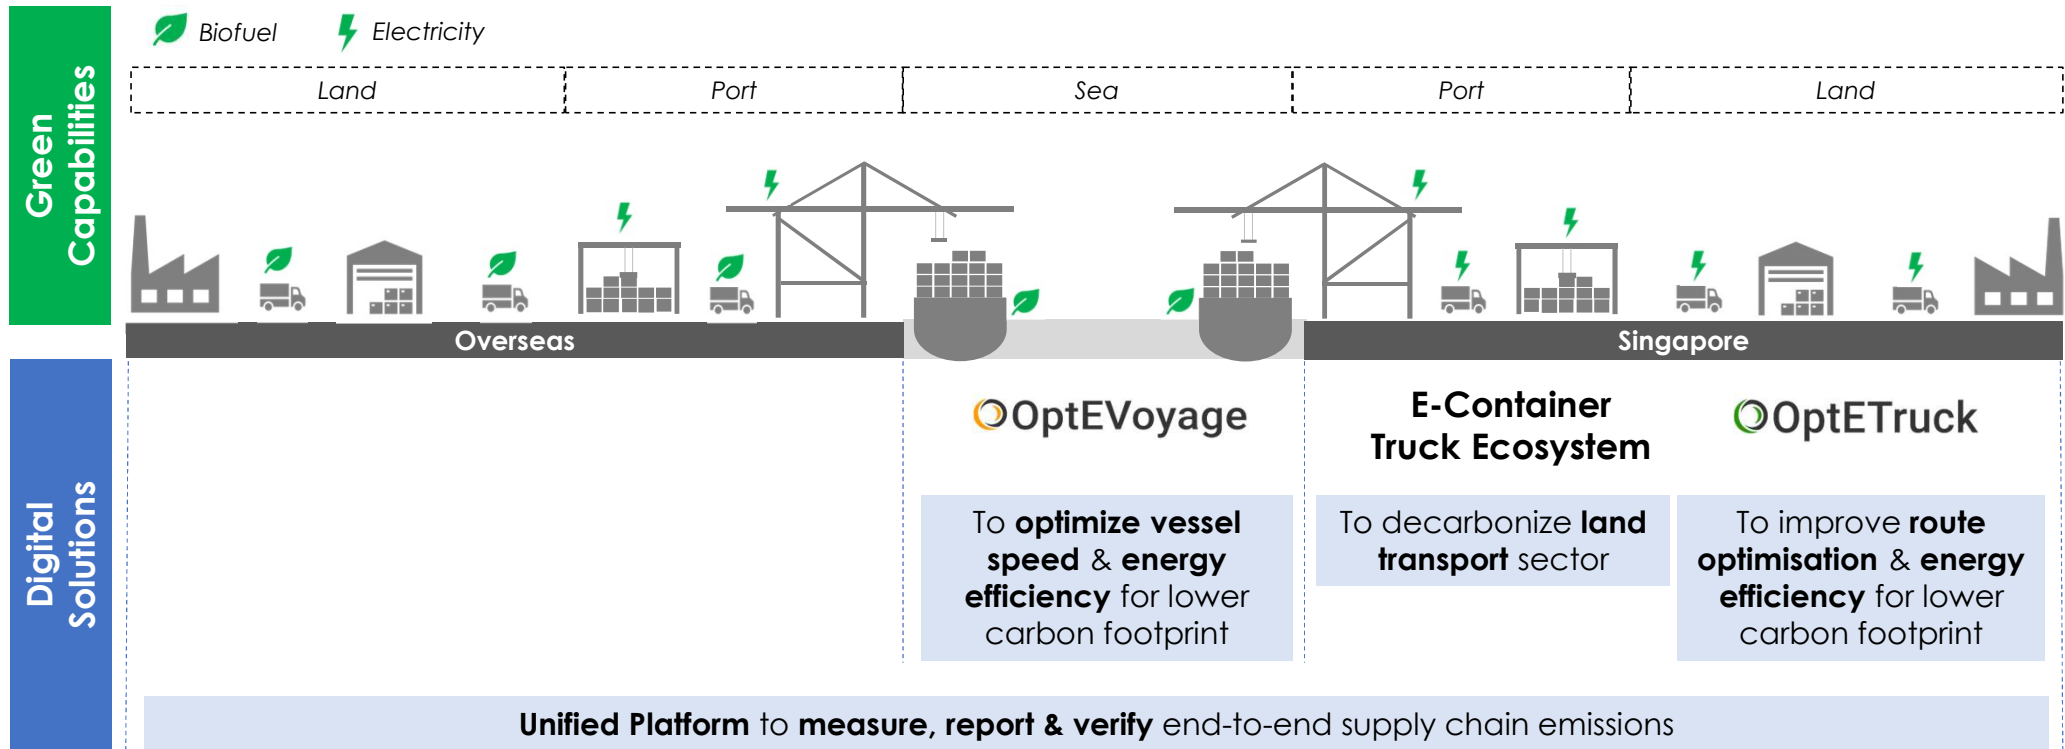 Green
Capabilities
Biofuel
Electricity
Land
Port
Sea
Port
Land
Overseas
Singapore
Digital
Solutions
OptEVoyage
To optimize vessel
speed & energy
efficiency for lower
carbon footprint
E-Container
Truck Ecosystem
To decarbonize land
transport sector
OptETruck
To improve route
optimisation & energy
efficiency for lower
carbon footprint
Unified Platform to measure, report & verify end-to-end supply chain emissions